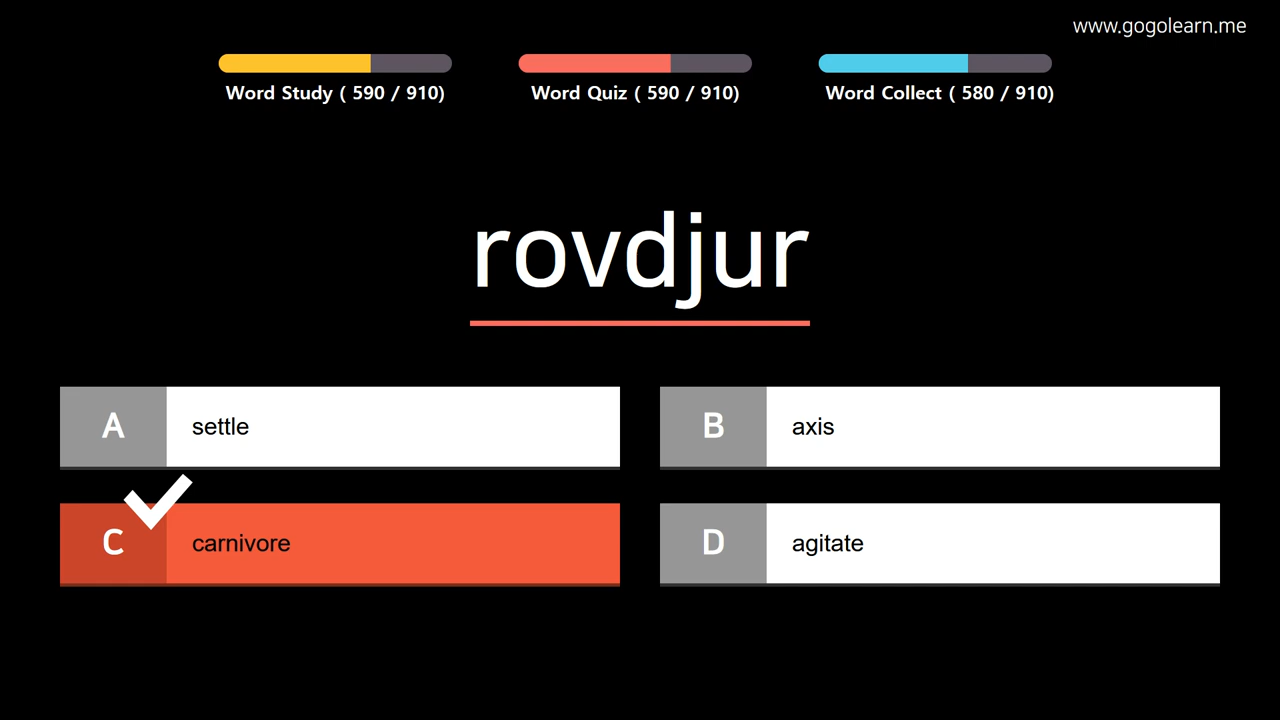 www.gogolearn.me
Word Study ( 590 / 910)
Word Quiz ( 590 / 910)
Word Collect ( 580 / 910)
rovdjur
A settle
B axis
C carnivore
D agitate